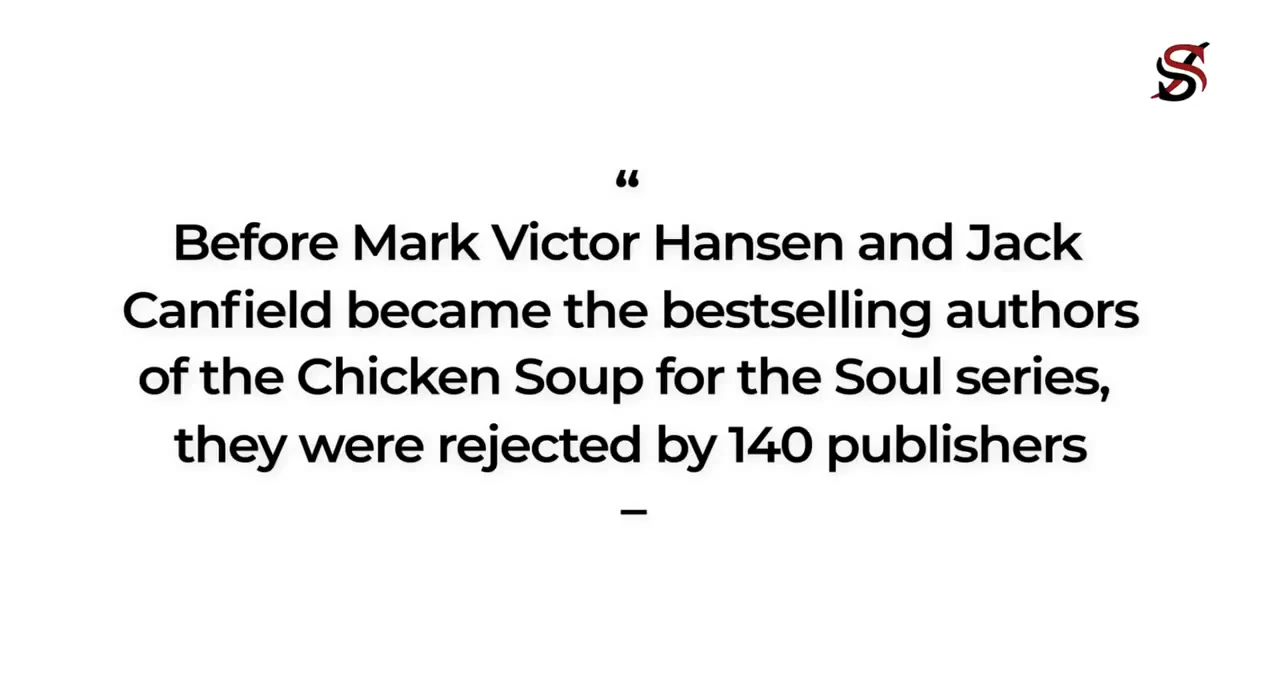 “
Before Mark Victor Hansen and Jack
Canfield became the bestselling authors
of the Chicken Soup for the Soul series,
they were rejected by 140 publishers
–